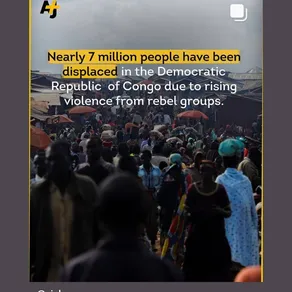 AJ+
Nearly 7 million people have been
displaced in the Democratic
Republic of Congo due to rising
violence from rebel groups.